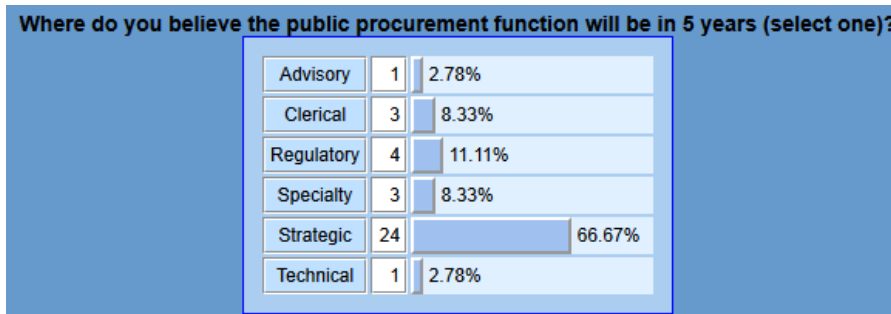 Where do you believe the public procurement function will be in 5 years (select one)?
Advisory 1 2.78%
Clerical 3 8.33%
Regulatory 4 11.11%
Specialty 3 8.33%
Strategic 24 66.67%
Technical 1 2.78%